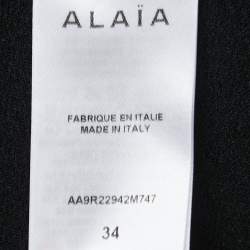 ALAÏA
FABRIQUE EN ITALIE
MADE IN ITALY
AA9R22942M747
34